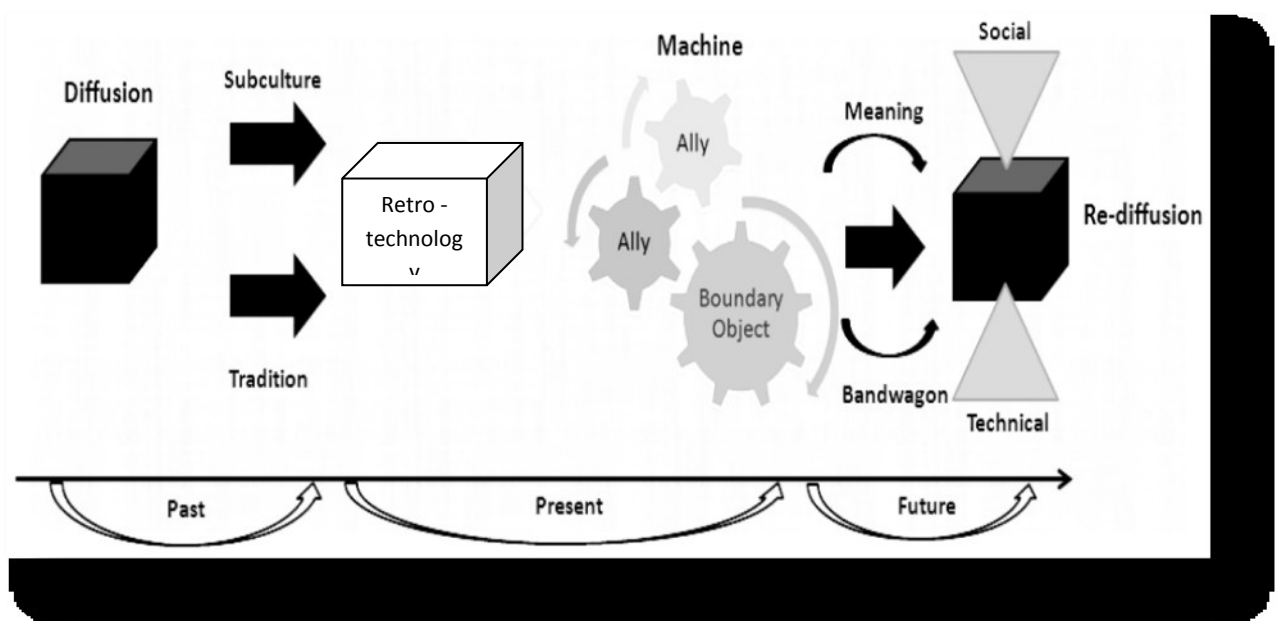 Diffusion
Subculture
Tradition
Retro -
technolog
y
Machine
Ally
Ally
Boundary
Object
Meaning
Bandwagon
Social
Re-diffusion
Technical
Past
Present
Future